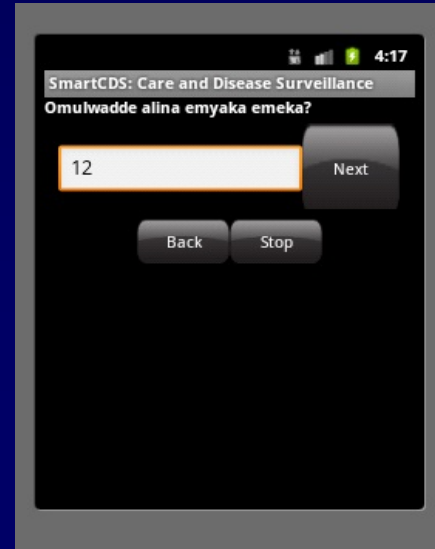 4:17
SmartCDS: Care and Disease Surveillance
Omulwadde alina emyaka emeka?
12
Next
Back
Stop